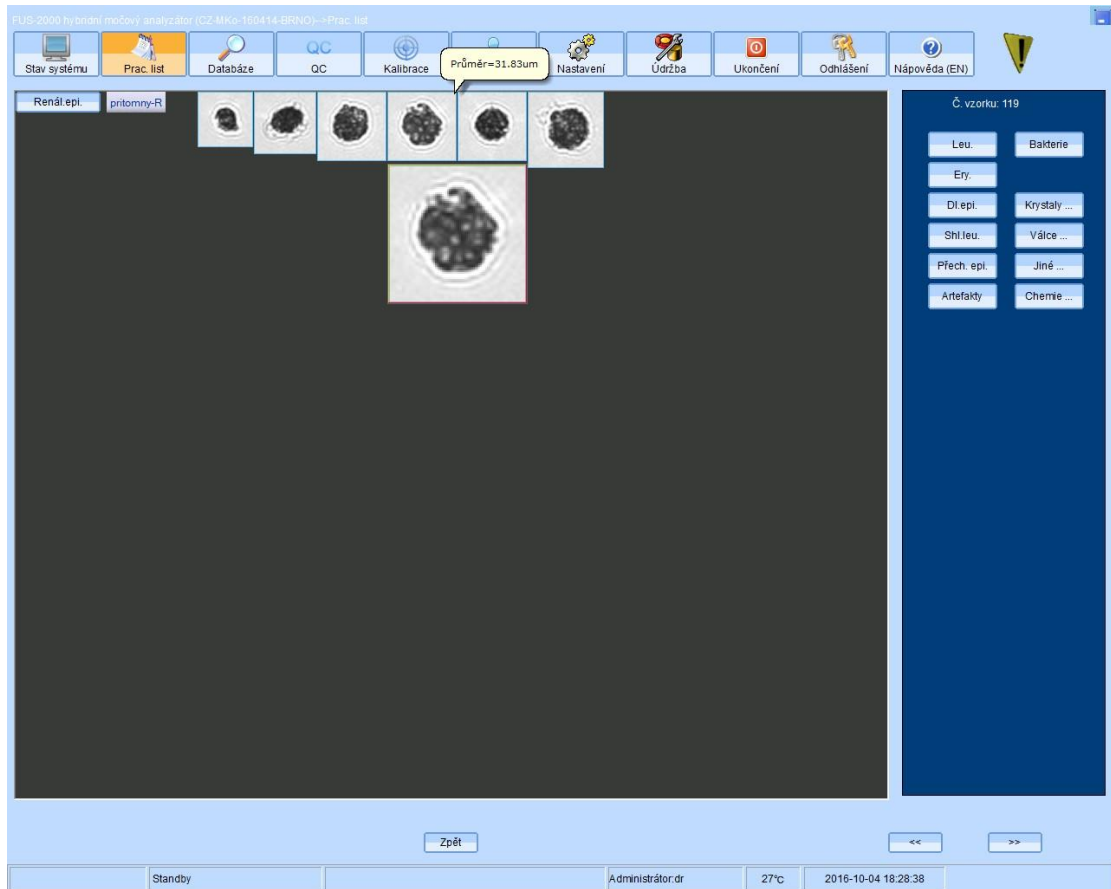 FUS-2000 hybridní močový analyzátor (CZ-MKo-160414-BRNO)-->Prac. list
Stav systému
Prac. list
Databáze
QC
QC
Kalibrace
Průměr=31.83um
Nastavení
Údržba
Ukončení
Odhlášení
Nápověda (EN)
Renál.epi.
pritomny-R
Č. vzorku: 119
Leu.
Bakterie
Ery.
Dl.epi.
Krystaly ...
Shl.leu.
Válce ...
Přech. epi.
Jiné ...
Artefakty
Chemie ...
Zpět
<<
>>
Standby
Administrátor:dr
27°C
2016-10-04 18:28:38